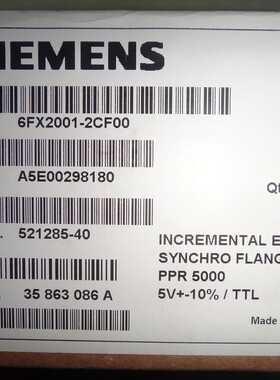 SIEMENS
6FX2001-2CF00
A5E00298180
521285-40
INCREMENTAL E
SYNCHRO FLANG
PPR 5000
35 863 086 A
5V+-10% / TTL
Made